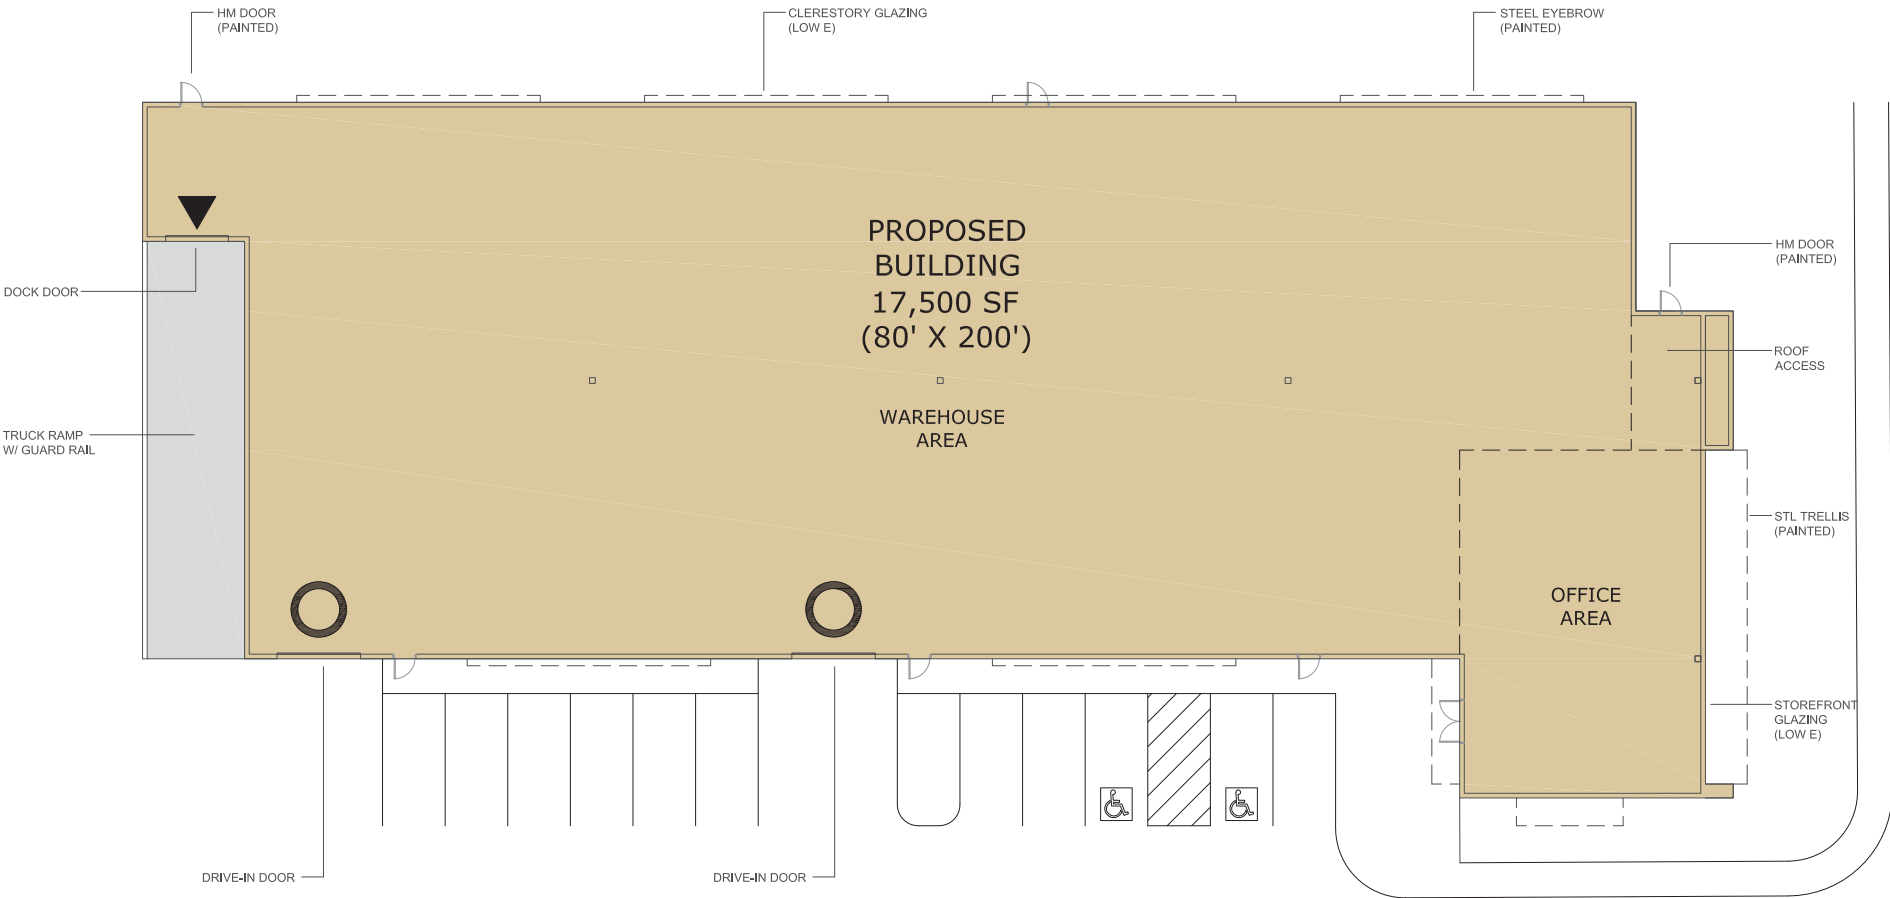 HM DOOR
(PAINTED)
CLERESTORY GLAZING
(LOW E)
STEEL EYEBROW
(PAINTED)
PROPOSED
BUILDING
17,500 SF
(80' X 200')
HM DOOR
(PAINTED)
DOCK DOOR
ROOF
ACCESS
WAREHOUSE
AREA
TRUCK RAMP
W/ GUARD RAIL
STL TRELLIS
(PAINTED)
OFFICE
AREA
STOREFRONT
GLAZING
(LOW E)
DRIVE-IN DOOR
DRIVE-IN DOOR